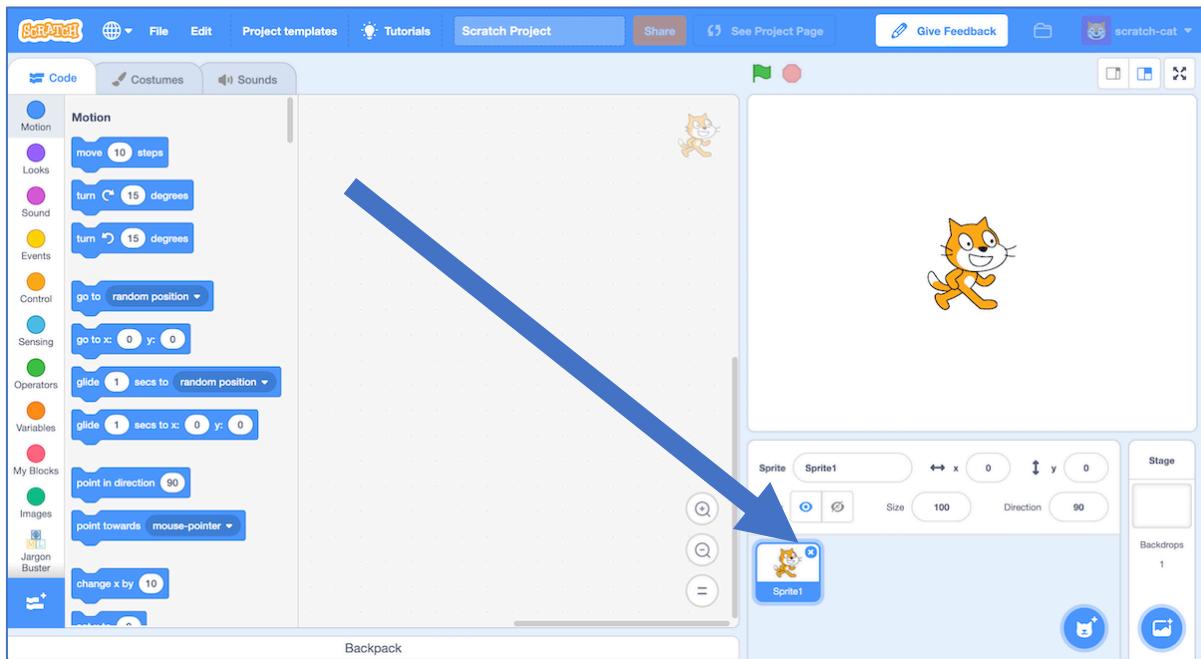 SCRATCH File Edit Project templates Tutorials Scratch Project Share See Project Page Give Feedback scratch-cat
Code Costumes Sounds
Motion
Looks
Sound
Events
Control
Sensing
Operators
Variables
My Blocks
Images
Jargon
Buster
Motion
move 10 steps
turn 15 degrees
turn 15 degrees
go to random position
go to x: 0 y: 0
glide 1 secs to random position
glide 1 secs to x: 0 y: 0
point in direction 90
point towards mouse-pointer
change x by 10
Backpack
Sprite Sprite1 x 0 y 0
Size 100 Direction 90
Sprite1
Stage
Backdrops
1